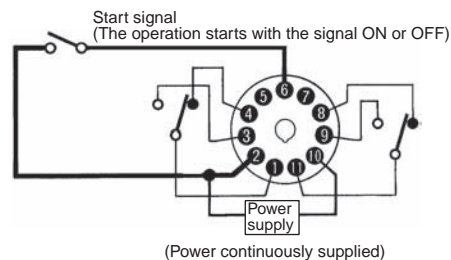 Start signal
(The operation starts with the signal ON or OFF)
6
5 7
4 8
3 9
2 10
1 11
Power
supply
(Power continuously supplied)